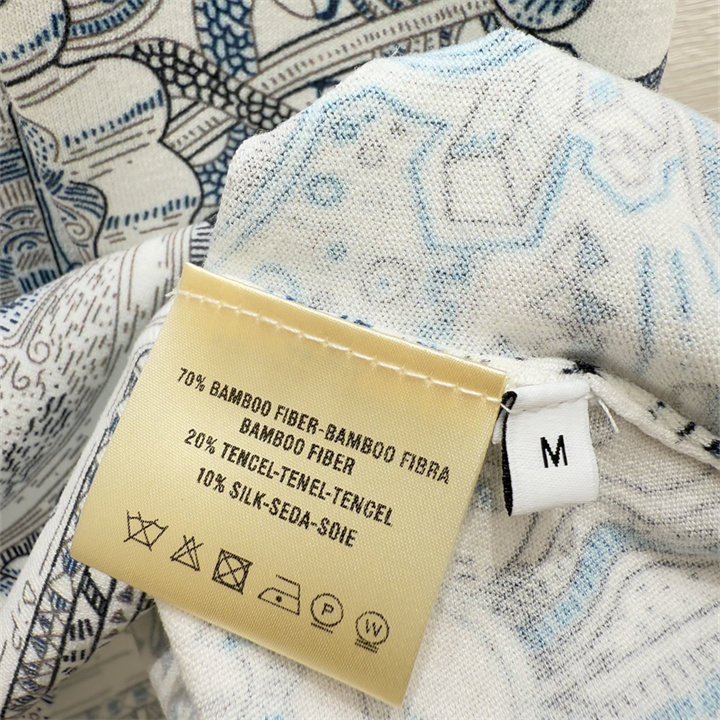 70% BAMBOO FIBER-BAMBOO FIBRA
BAMBOO FIBER
20% TENCEL-TENEL-TENCEL
10% SILK-SEDA-SOIE
P
W
M